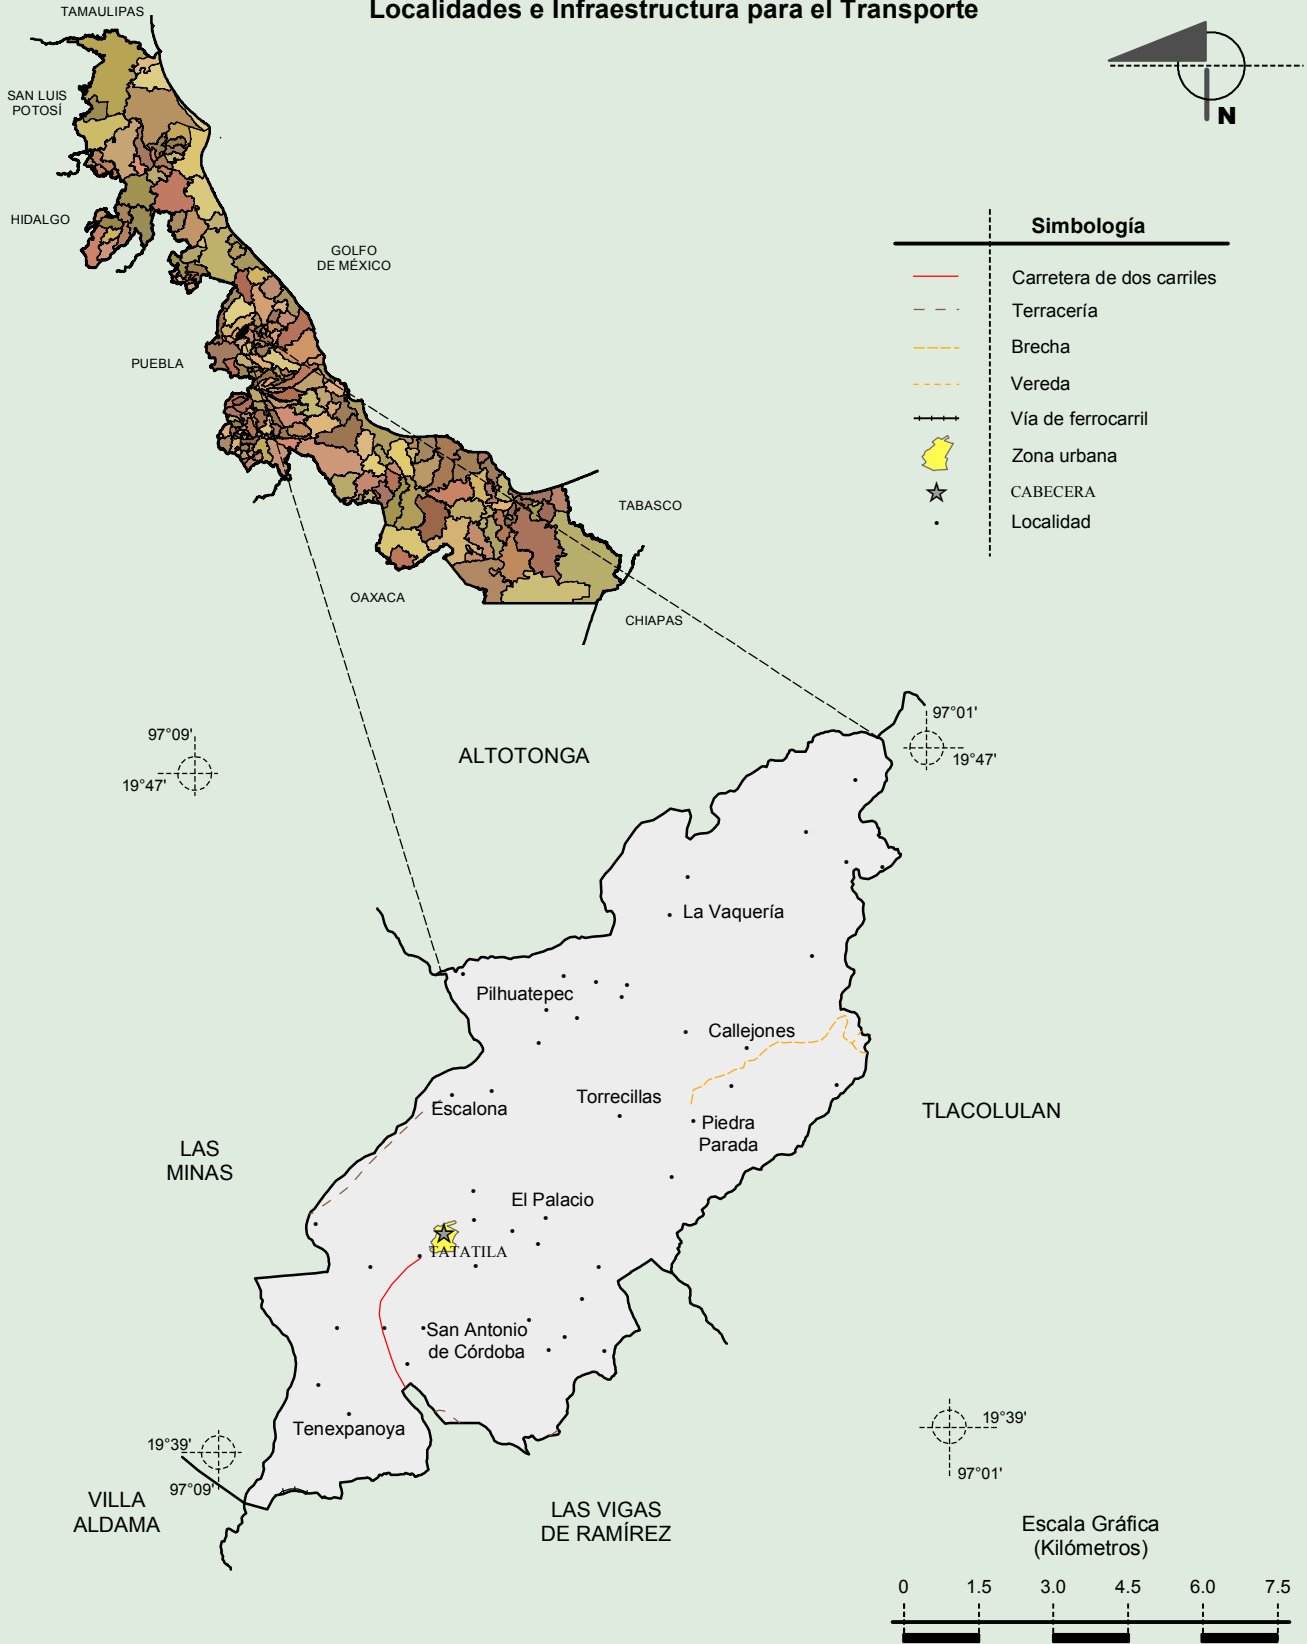 Localidades e Infraestructura para el Transporte
TAMAULIPAS
SAN LUIS
POTOSÍ
HIDALGO
GOLFO
DE MÉXICO
PUEBLA
TABASCO
OAXACA
CHIAPAS
N
Simbología
Carretera de dos carriles
Terracería
Brecha
Vereda
Vía de ferrocarril
Zona urbana
CABECERA
Localidad
97°09'
19°47'
97°01'
19°47'
ALTOTONGA
La Vaquería
Pilhuatepec
Callejones
Escalona
Torrecillas
Piedra
Parada
TLACOLULAN
LAS
MINAS
El Palacio
TATATILA
San Antonio
de Córdoba
Tenexpanoya
19°39'
97°09'
19°39'
97°01'
VILLA
ALDAMA
LAS VIGAS
DE RAMÍREZ
Escala Gráfica
(Kilómetros)
0 1.5 3.0 4.5 6.0 7.5